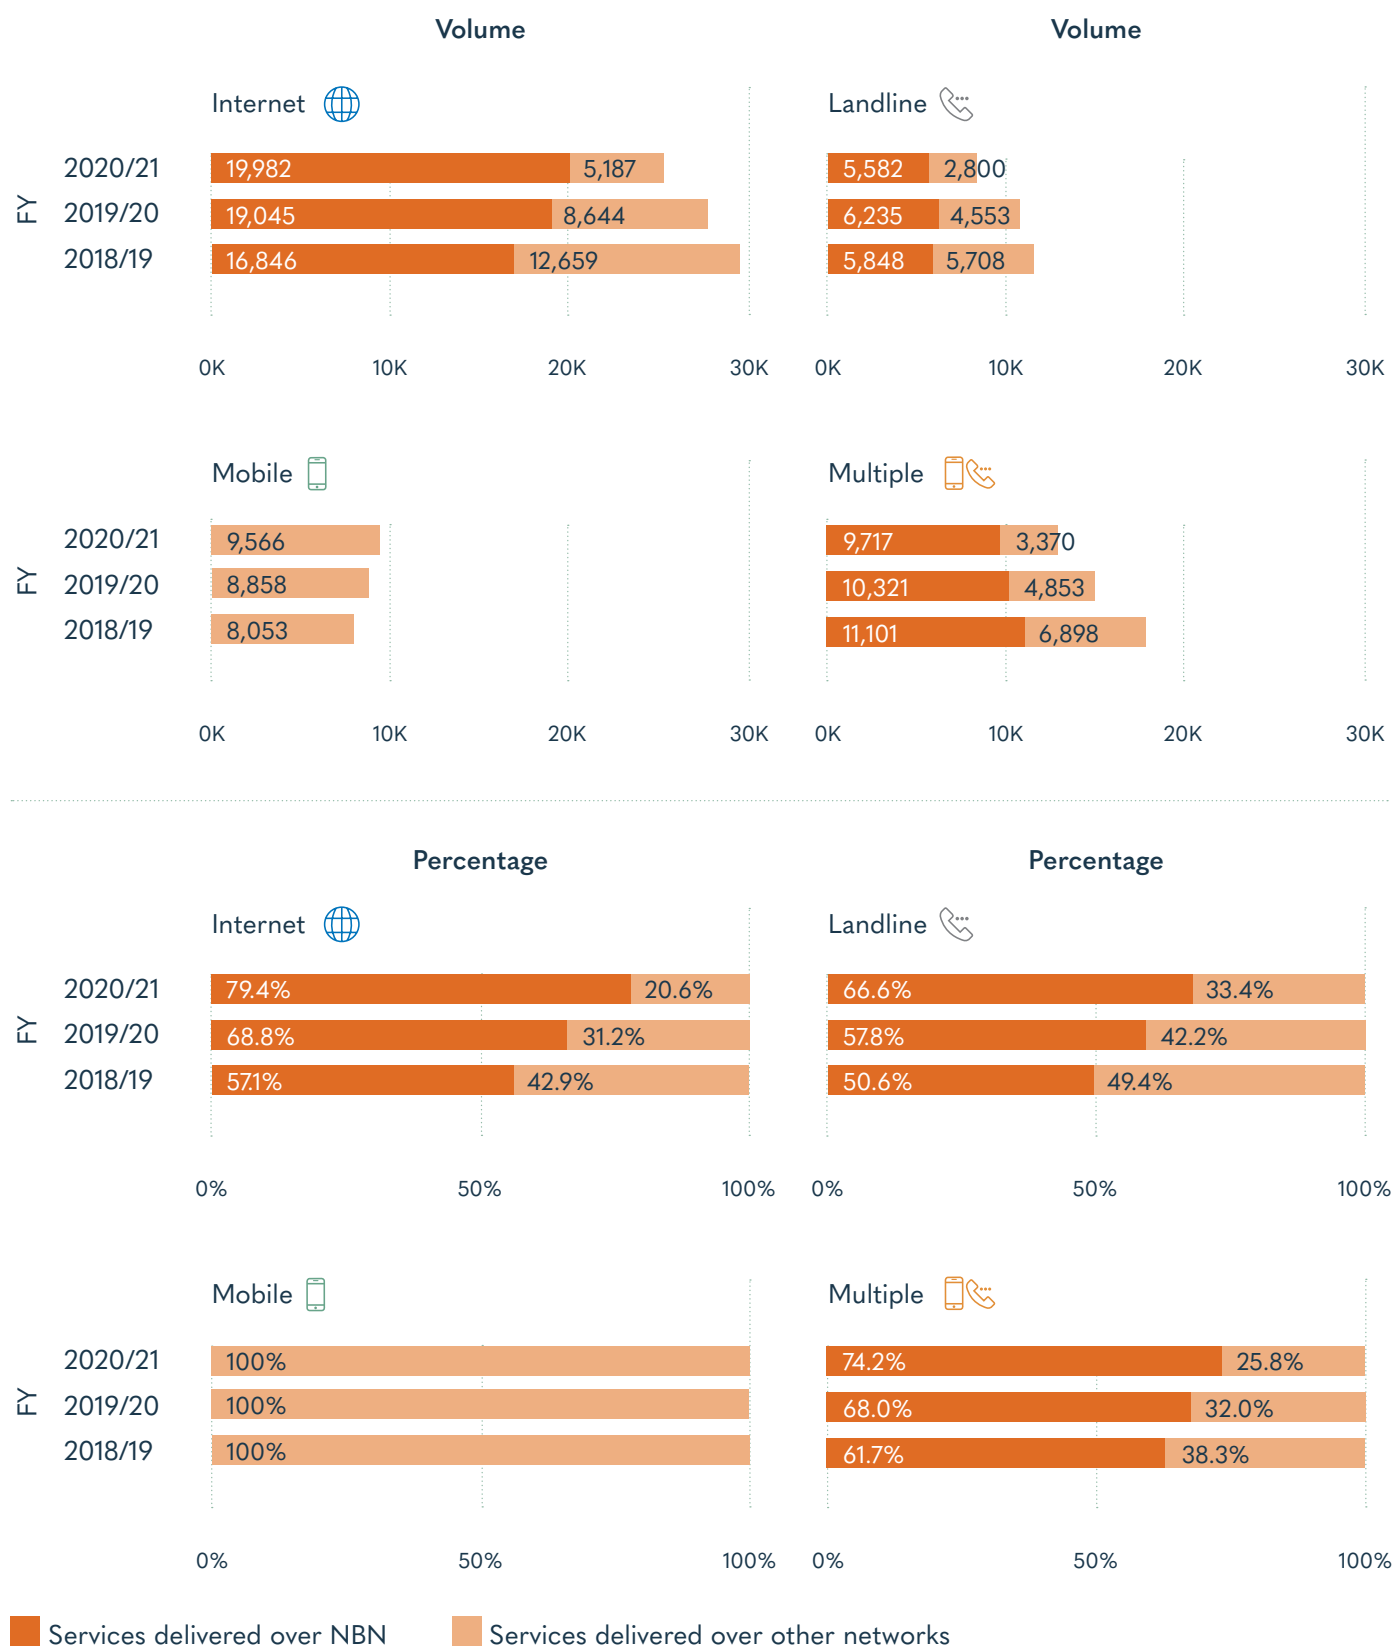 Volume
Volume
Internet
Landline
FY
2020/21
19,982
5,187
2019/20
19,045
8,644
2018/19
16,846
12,659
5,582
2,800
6,235
4,553
5,848
5,708
0K
10K
20K
30K
0K
10K
20K
30K
Mobile
Multiple
FY
2020/21
9,566
2019/20
8,858
2018/19
8,053
9,717
3,370
10,321
4,853
11,101
6,898
0K
10K
20K
30K
0K
10K
20K
30K
Percentage
Percentage
Internet
Landline
FY
2020/21
79.4%
20.6%
2019/20
68.8%
31.2%
2018/19
57.1%
42.9%
66.6%
33.4%
57.8%
42.2%
50.6%
49.4%
0%
50%
100%
0%
50%
100%
Mobile
Multiple
FY
2020/21
100%
2019/20
100%
2018/19
100%
74.2%
25.8%
68.0%
32.0%
61.7%
38.3%
0%
50%
100%
0%
50%
100%
Services delivered over NBN
Services delivered over other networks